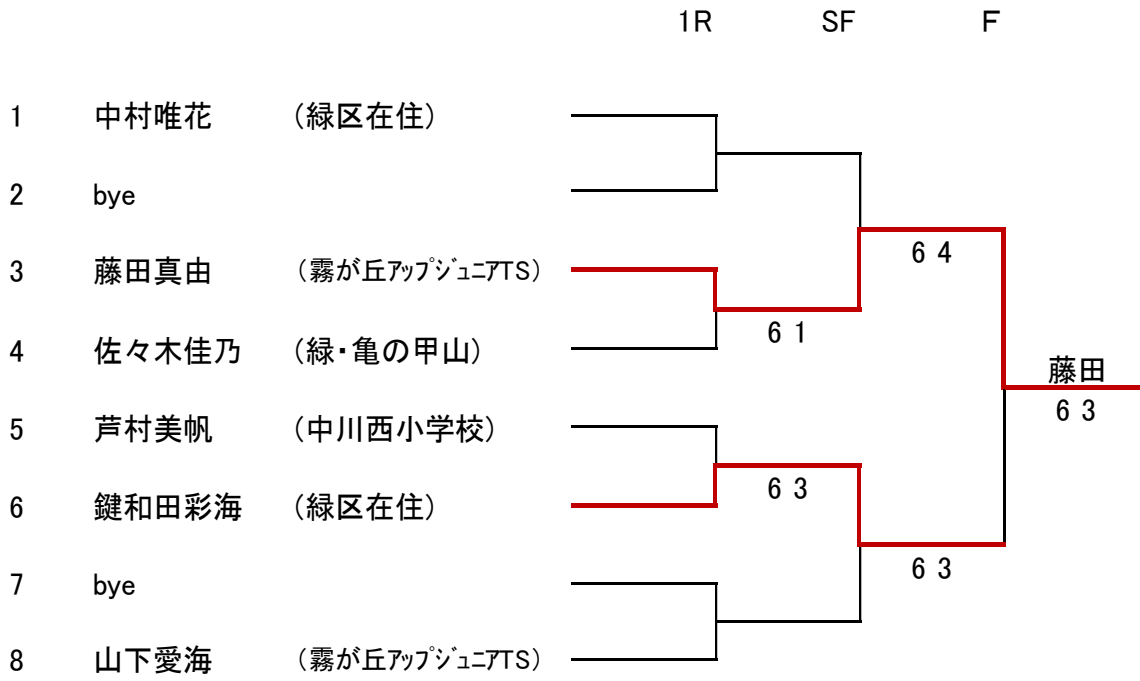 1R SF F
1 中村唯花 (緑区在住)
2 bye
3 藤田真由 (霧が丘ｱｯﾌﾟｼﾞｭﾆｱTS)
6 4
4 佐々木佳乃 (緑・亀の甲山)
6 1
藤田
6 3
5 芦村美帆 (中川西小学校)
6 鍵和田彩海 (緑区在住)
6 3
7 bye
6 3
8 山下愛海 (霧が丘ｱｯﾌﾟｼﾞｭﾆｱTS)